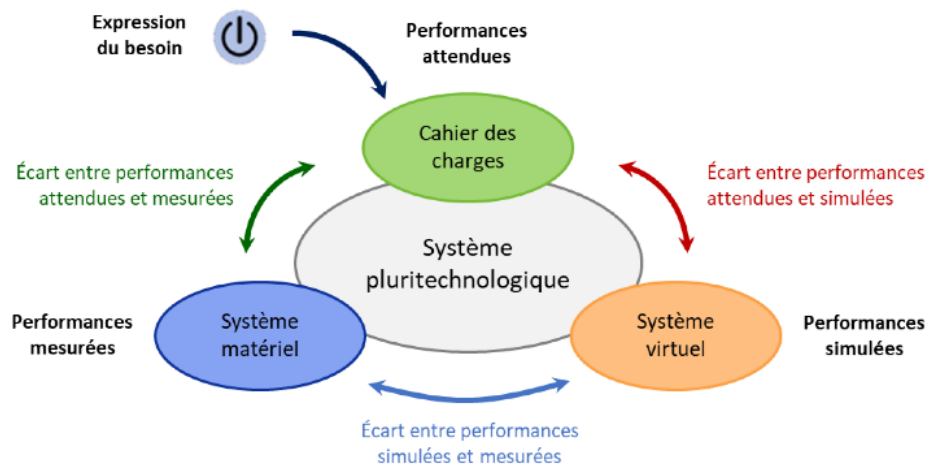 Expression
du besoin
Performances
attendues
Cahier des
charges
Écart entre performances
attendues et mesurées
Écart entre performances
attendues et simulées
Système
pluritechnologique
Performances
mesurées
Système
matériel
Système
virtuel
Performances
simulées
Écart entre performances
simulées et mesurées